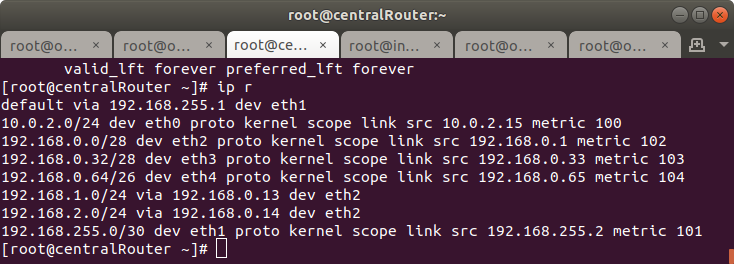 root@centralRouter:~
root@o... × root@o... × root@ce... × root@in... × root@o... × root@o... ×
valid_lft forever preferred_lft forever
[root@centralRouter ~]# ip r
default via 192.168.255.1 dev eth1
10.0.2.0/24 dev eth0 proto kernel scope link src 10.0.2.15 metric 100
192.168.0.0/28 dev eth2 proto kernel scope link src 192.168.0.1 metric 102
192.168.0.32/28 dev eth3 proto kernel scope link src 192.168.0.33 metric 103
192.168.0.64/26 dev eth4 proto kernel scope link src 192.168.0.65 metric 104
192.168.1.0/24 via 192.168.0.13 dev eth2
192.168.2.0/24 via 192.168.0.14 dev eth2
192.168.255.0/30 dev eth1 proto kernel scope link src 192.168.255.2 metric 101
[root@centralRouter ~]#